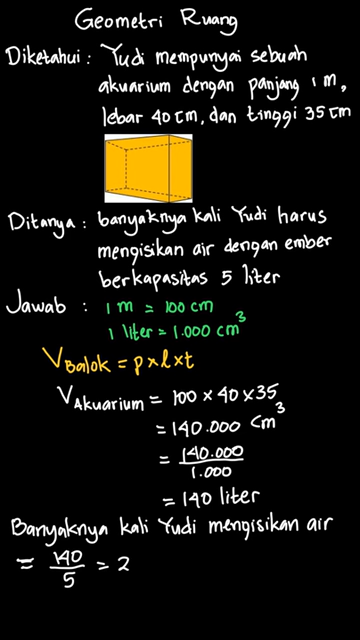 Geometri Ruang
Diketahui : Yudi mempunyai sebuah
akuarium dengan panjang 1 m,
lebar 40 cm, dan tinggi 35 cm
Ditanya : banyaknya kali Yudi harus
mengisikan air dengan ember
berkapasitas 5 liter
Jawab : 1 m = 100 cm
1 liter = 1.000 cm³
V Balok = p x l x t
V Akuarium = 100 x 40 x 35
= 140.000 cm³
= 140.000 / 1.000
= 140 liter
Banyaknya kali Yudi mengisikan air
= 140 / 5 = 2